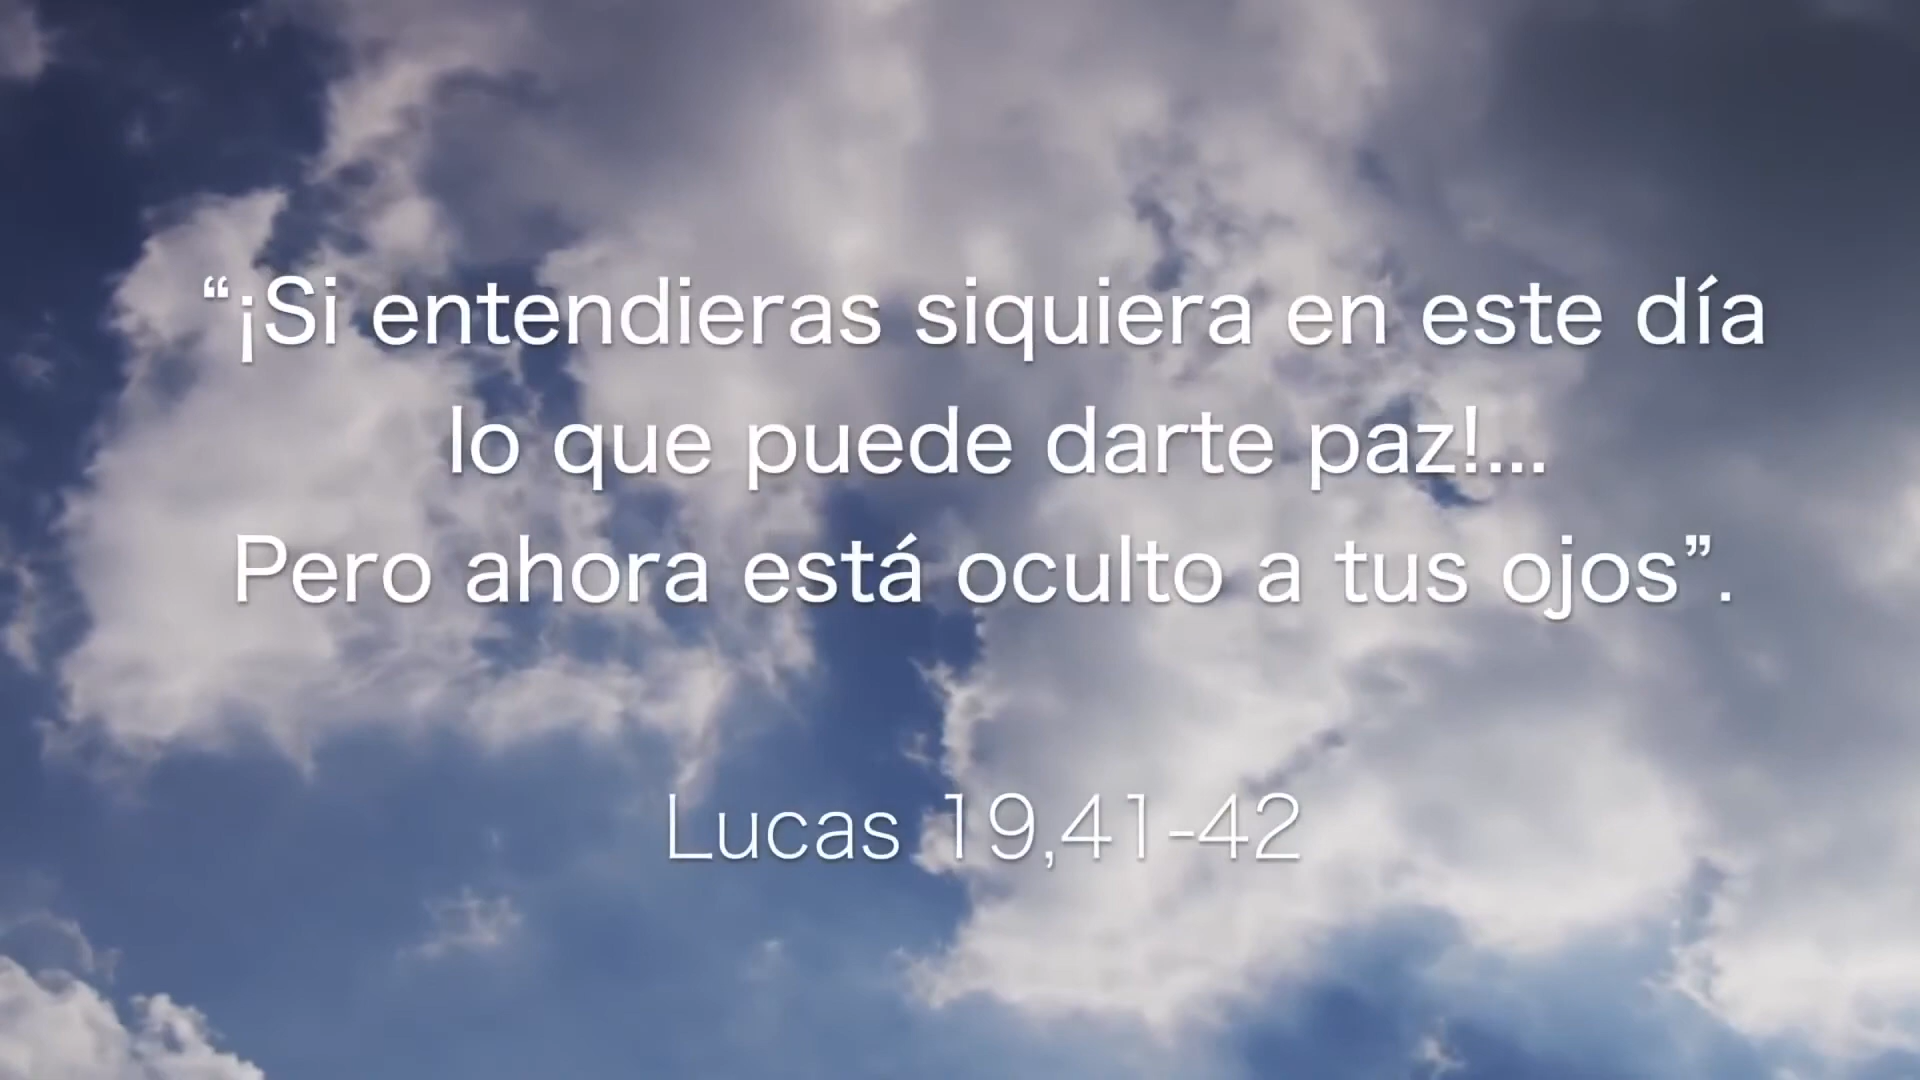 “¡Si entendieras siquiera en este día
lo que puede darte paz!...
Pero ahora está oculto a tus ojos”.
Lucas 19,41-42